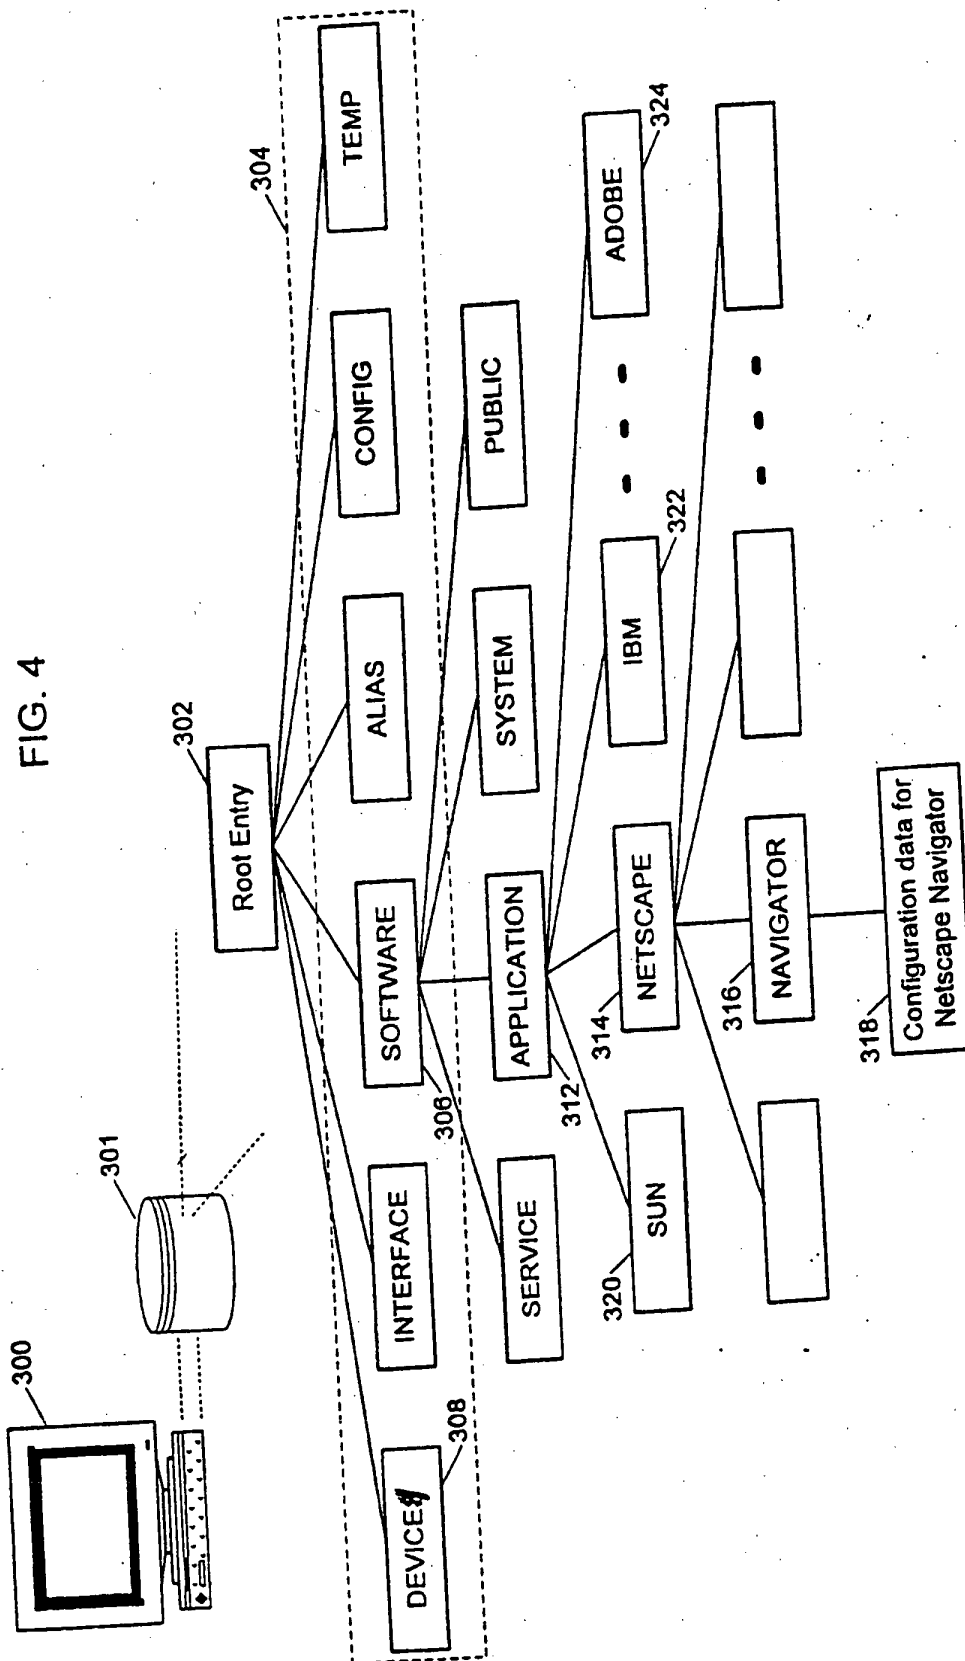 FIG. 4
300
301
302
Root Entry
304
DEVICE
308
INTERFACE
SOFTWARE
306
ALIAS
CONFIG
TEMP
SERVICE
APPLICATION
312
SYSTEM
PUBLIC
320
SUN
314
NETSCAPE
IBM
322
ADOBE
324
316
NAVIGATOR
318
Configuration data for
Netscape Navigator